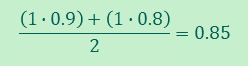 (1 · 0.9) + (1 · 0.8)
2
= 0.85